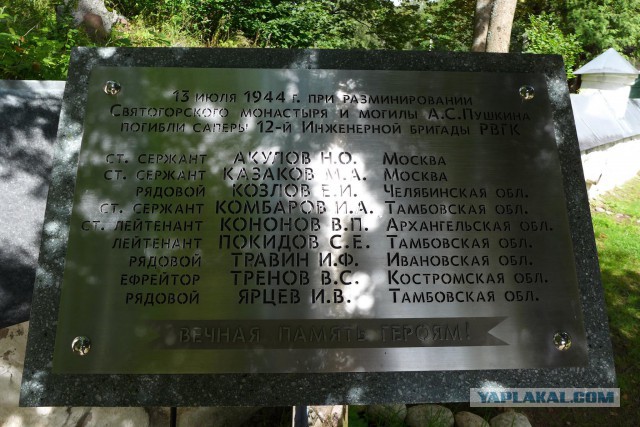 13 июля 1944 г. при разминировании
Святогорского монастыря и могилы А.С.Пушкина
погибли саперы 12-й Инженерной бригады РВГК
ст. сержант АКУЛОВ Н.О. Москва
ст. сержант КАЗАКОВ М.А. Москва
рядовой КОЗЛОВ Е.И. Челябинская обл.
ст. сержант КОМБАРОВ И.А. Тамбовская обл.
ст. лейтенант КОНОНОВ В.П. Архангельская обл.
лейтенант ПОКИДОВ С.Е. Тамбовская обл.
рядовой ТРАВИН И.Ф. Ивановская обл.
ефрейтор ТРЕНОВ В.С. Костромская обл.
рядовой ЯРЦЕВ И.В. Тамбовская обл.
ВЕЧНАЯ ПАМЯТЬ ГЕРОЯМ!
YAPLAKAL.COM